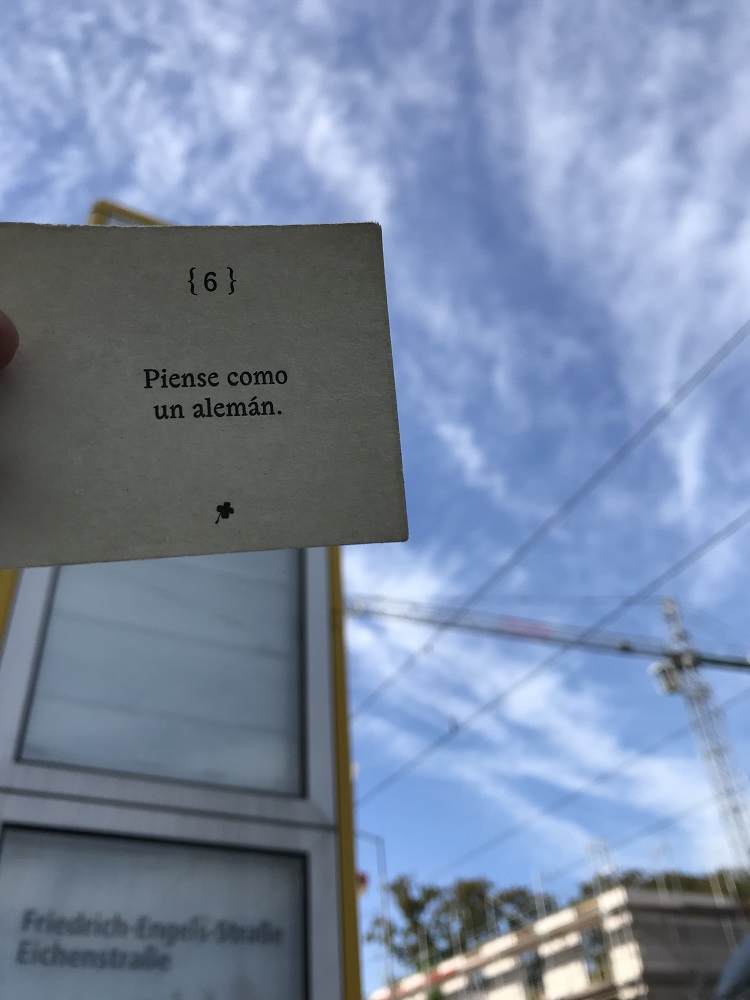 { 6 }
Piense como
un alemán.
Friedrich-Engels-Straße
Eichenstraße